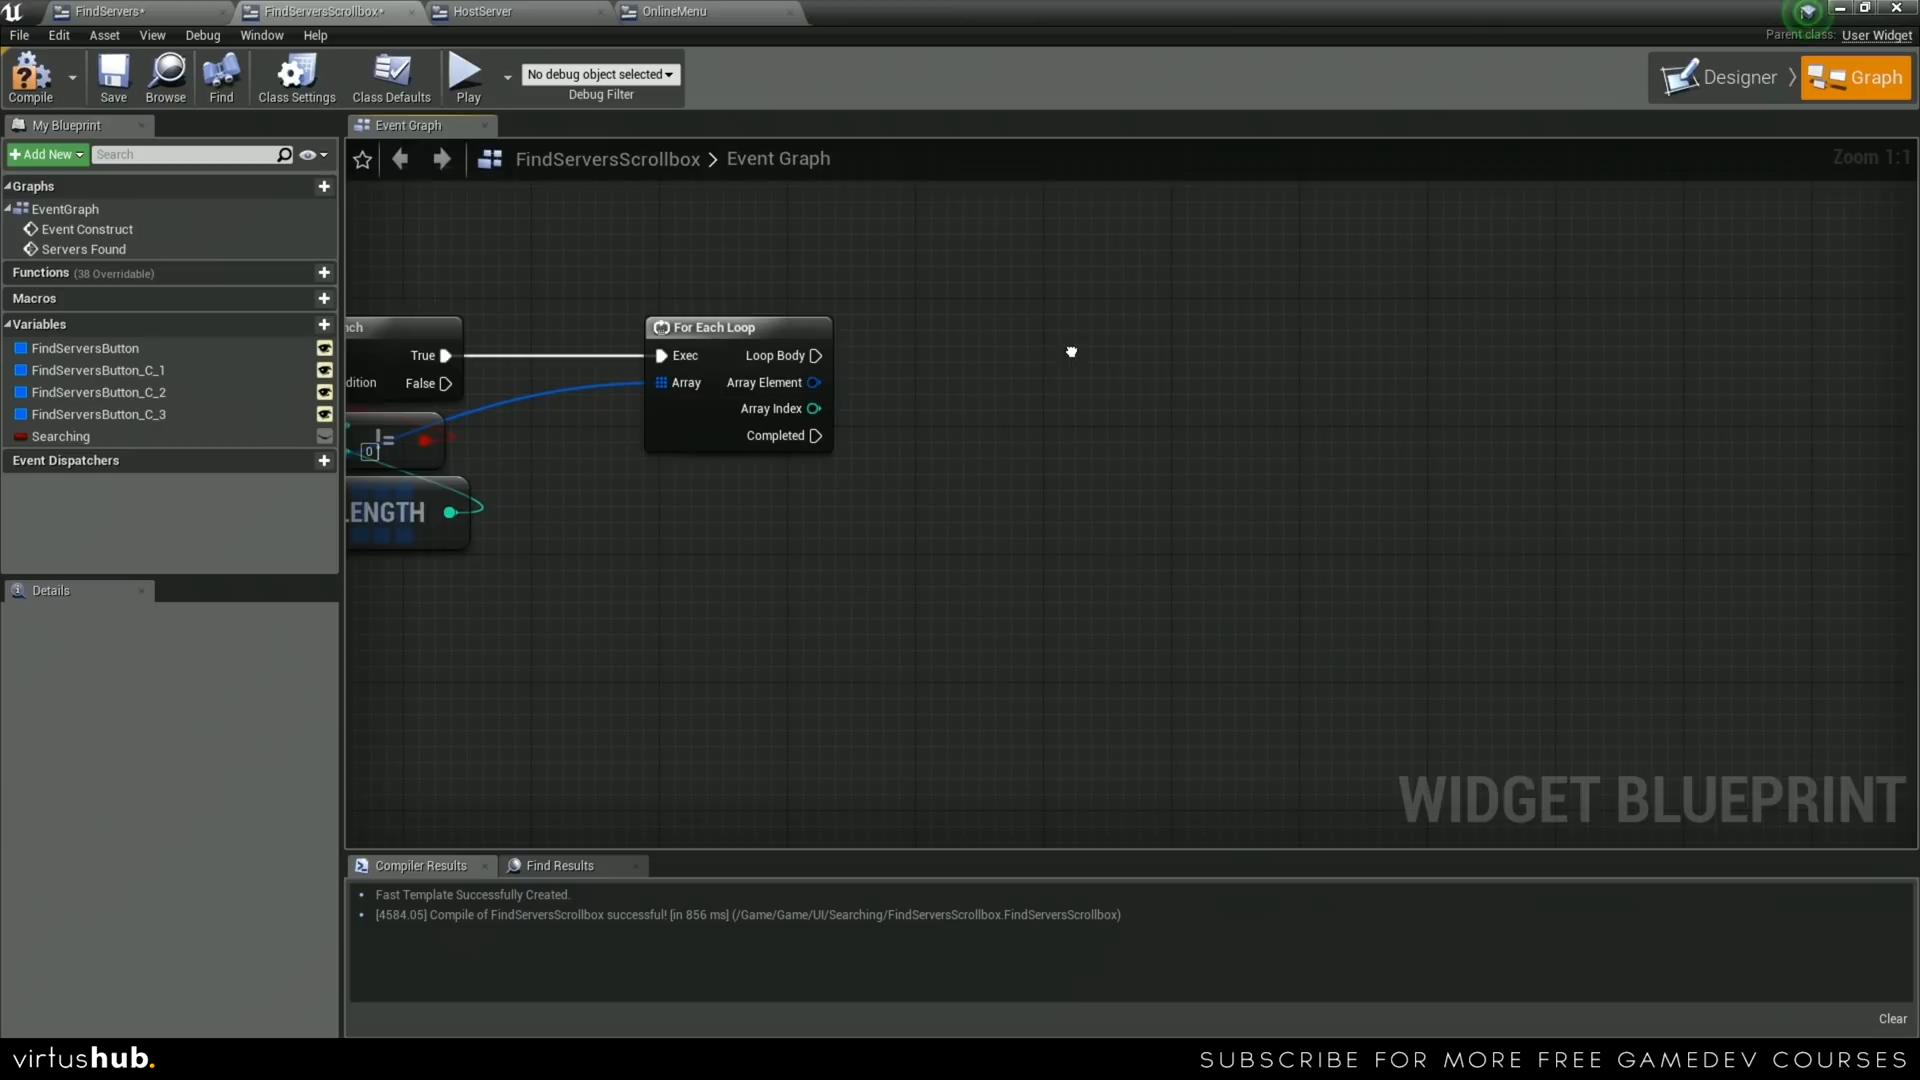 FindServers*
FindServersScrollbox*
HostServer
OnlineMenu
File Edit Asset View Debug Window Help
Parent class: User Widget
Compile
Save
Browse
Find
Class Settings
Class Defaults
Play
No debug object selected
Debug Filter
Designer
Graph
My Blueprint
Event Graph
Add New
Search
FindServersScrollbox > Event Graph
Zoom 1:1
Graphs
EventGraph
Event Construct
Servers Found
Functions (38 Overridable)
Macros
Variables
FindServersButton
FindServersButton_C_1
FindServersButton_C_2
FindServersButton_C_3
Searching
Event Dispatchers
Details
nch
True
dition
False
!=
0
LENGTH
For Each Loop
Exec
Loop Body
Array
Array Element
Array Index
Completed
WIDGET BLUEPRINT
Compiler Results
Find Results
Fast Template Successfully Created.
[4584.05] Compile of FindServersScrollbox successful! [in 856 ms] (/Game/Game/UI/Searching/FindServersScrollbox.FindServersScrollbox)
Clear
virtushub.
SUBSCRIBE FOR MORE FREE GAMEDEV COURSES